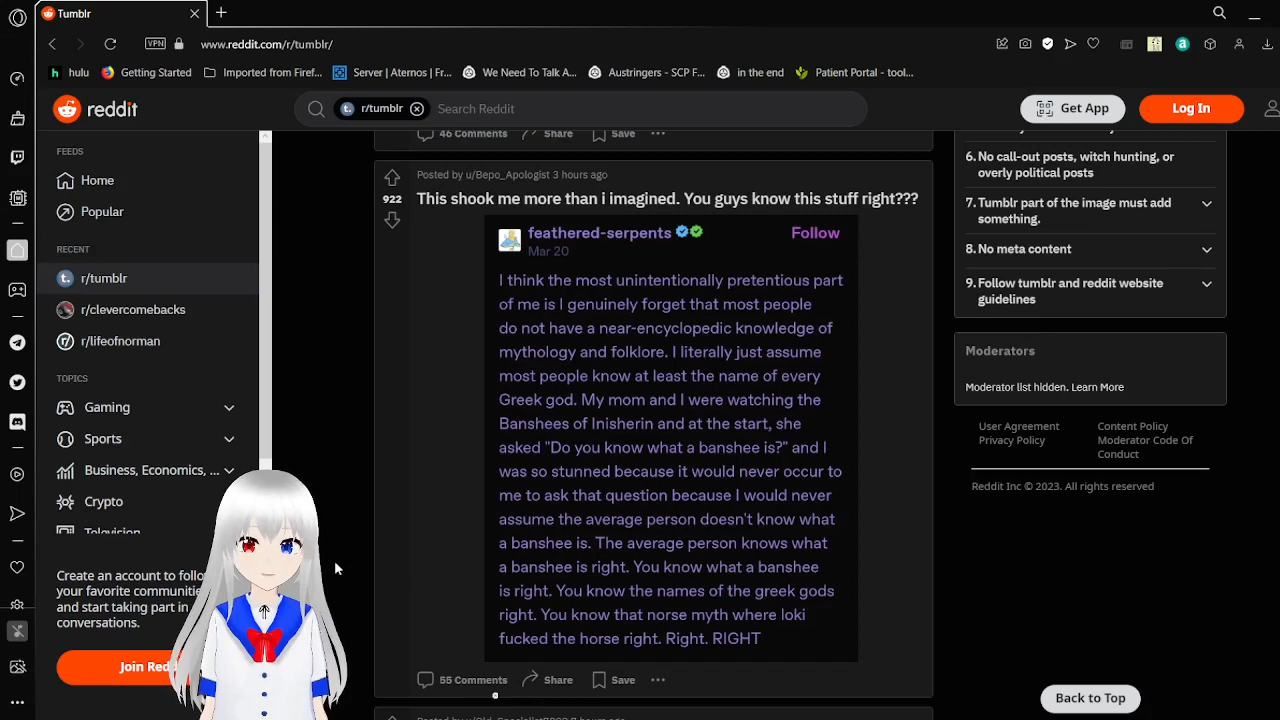 Tumblr
VPN
www.reddit.com/r/tumblr/
h hulu
Getting Started
Imported from Firef...
Server | Aternos | Fr...
We Need To Talk A...
Austringers - SCP F...
in the end
Patient Portal - tool...
reddit
r/tumblr
Search Reddit
Get App
Log In
FEEDS
Home
Popular
RECENT
r/tumblr
r/clevercomebacks
r/lifeofnorman
TOPICS
Gaming
Sports
Business, Economics, ...
Crypto
Television
Create an account to follo
your favorite communitie
and start taking part in
conversations.
Join Redd
46 Comments
Share
Save
Posted by u/Bepo_Apologist 3 hours ago
922
This shook me more than i imagined. You guys know this stuff right???
feathered-serpents
Follow
Mar 20
I think the most unintentionally pretentious part
of me is I genuinely forget that most people
do not have a near-encyclopedic knowledge of
mythology and folklore. I literally just assume
most people know at least the name of every
Greek god. My mom and I were watching the
Banshees of Inisherin and at the start, she
asked "Do you know what a banshee is?" and I
was so stunned because it would never occur to
me to ask that question because I would never
assume the average person doesn't know what
a banshee is. The average person knows what
a banshee is right. You know what a banshee
is right. You know the names of the greek gods
right. You know that norse myth where loki
fucked the horse right. Right. RIGHT
55 Comments
Share
Save
6. No call-out posts, witch hunting, or
overly political posts
7. Tumblr part of the image must add
something.
8. No meta content
9. Follow tumblr and reddit website
guidelines
Moderators
Moderator list hidden. Learn More
User Agreement
Privacy Policy
Content Policy
Moderator Code Of
Conduct
Reddit Inc © 2023. All rights reserved
Back to Top